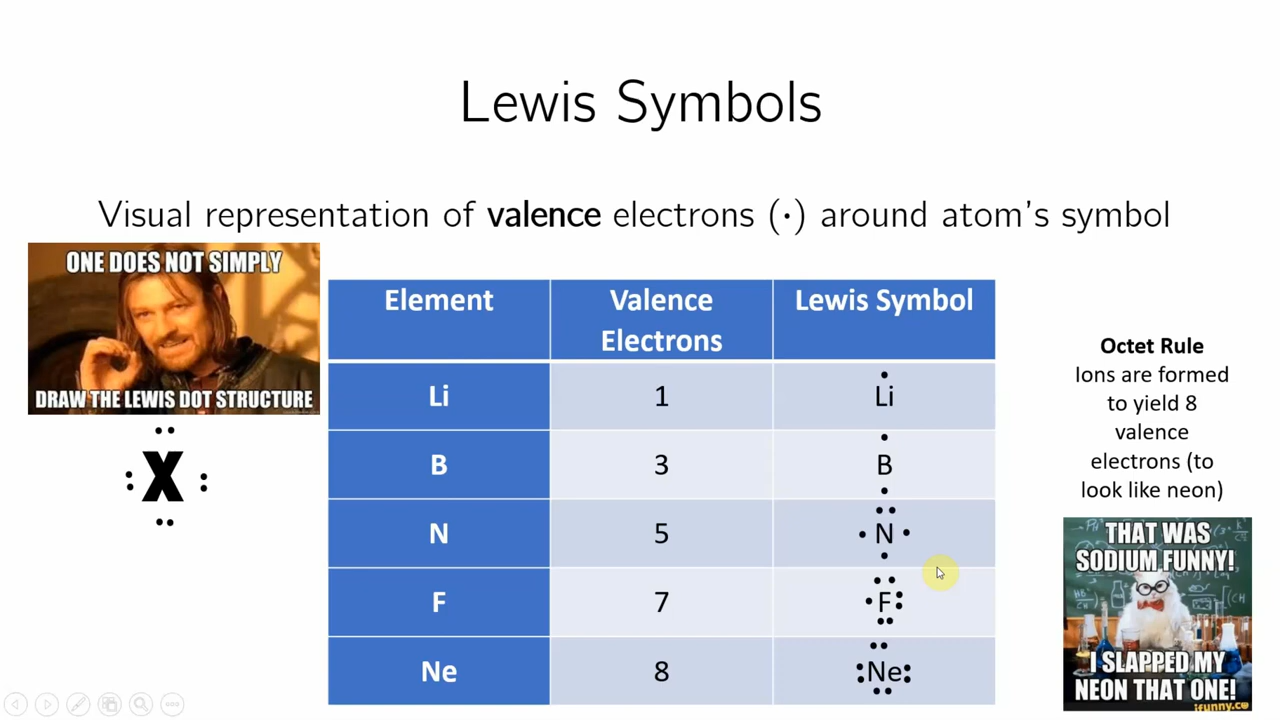 Lewis Symbols
Visual representation of valence electrons (·) around atom's symbol
ONE DOES NOT SIMPLY
DRAW THE LEWIS DOT STRUCTURE
X
Element Valence Electrons Lewis Symbol
Li 1 Li
B 3 B
N 5 N
F 7 F
Ne 8 Ne
Octet Rule
Ions are formed
to yield 8
valence
electrons (to
look like neon)
THAT WAS
SODIUM FUNNY!
I SLAPPED MY
NEON THAT ONE!
ifunny.co